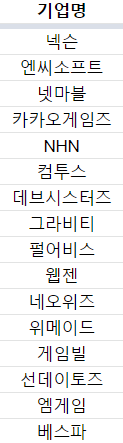 기업명
넥슨
엔씨소프트
넷마블
카카오게임즈
NHN
컴투스
데브시스터즈
그라비티
펄어비스
웹젠
네오위즈
위메이드
게임빌
선데이토즈
엠게임
베스파